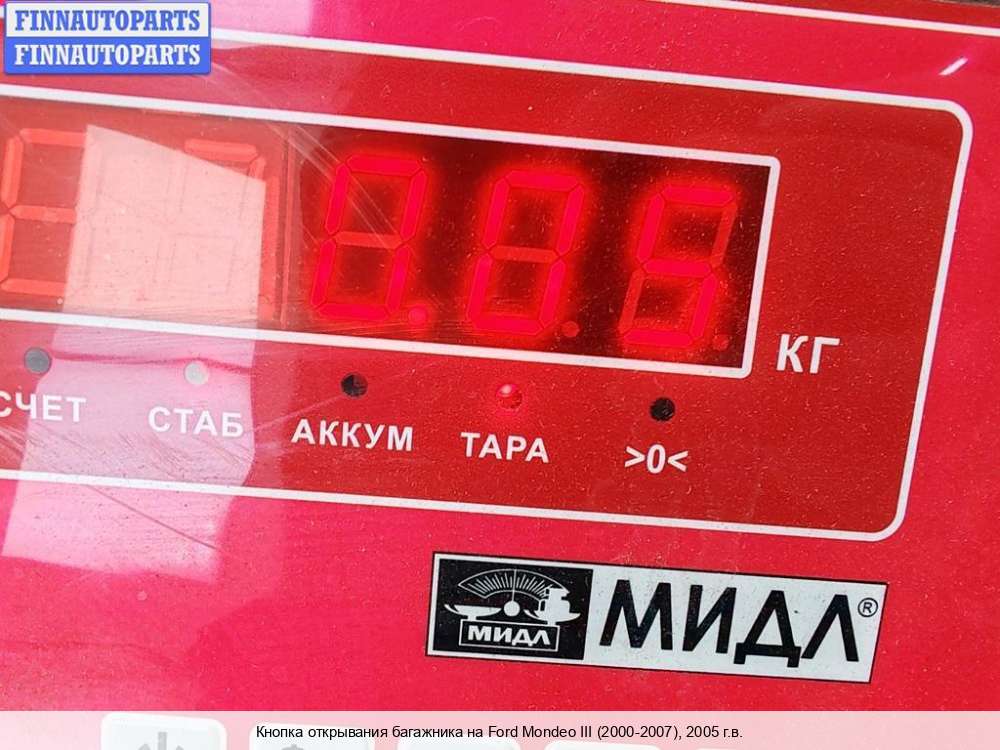 FINNAUTOPARTS
FINNAUTOPARTS
0.05
КГ
СЧЕТ
СТАБ
АККУМ
ТАРА
>0<
МИДЛ
МИДЛ®
Кнопка открывания багажника на Ford Mondeo III (2000-2007), 2005 г.в.